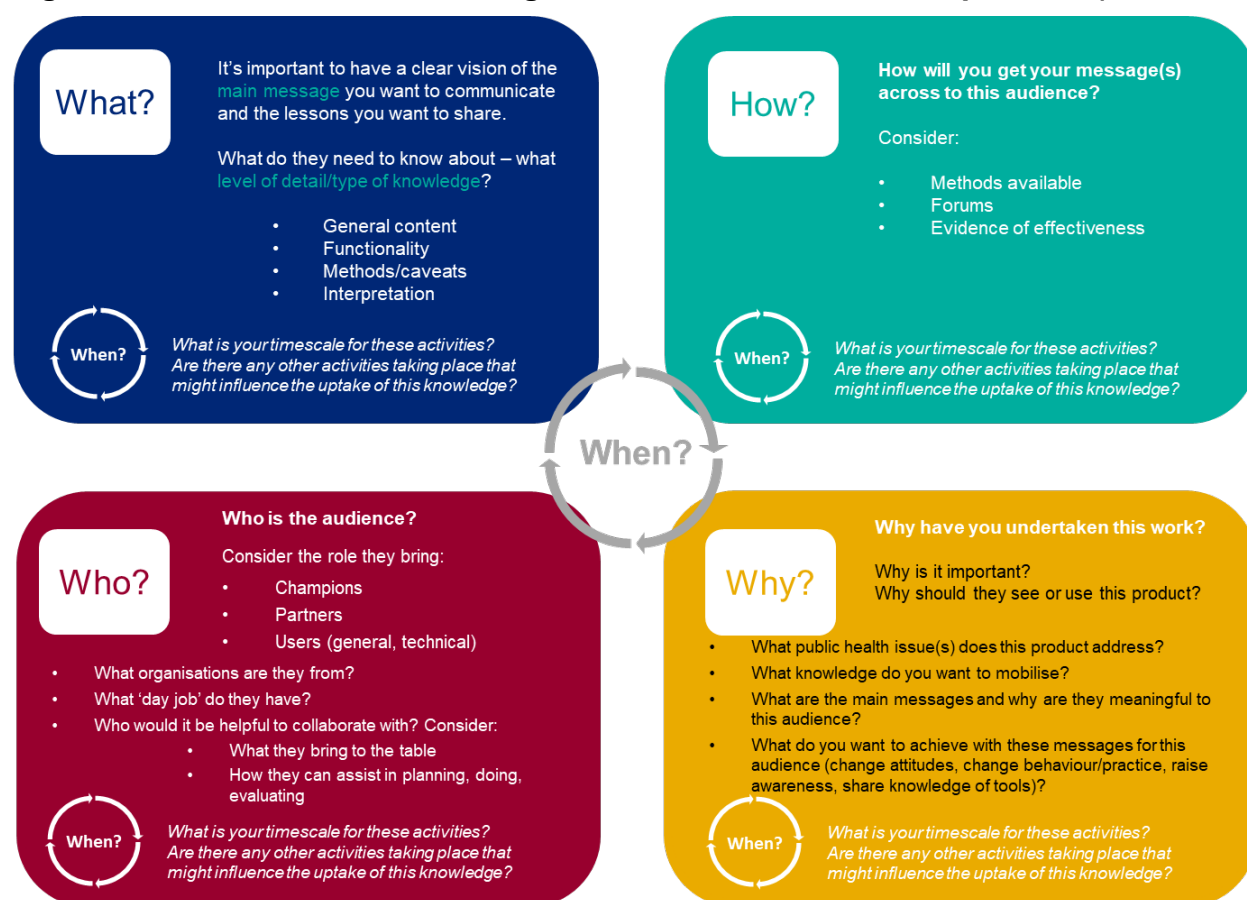 What?
It's important to have a clear vision of the
main message you want to communicate
and the lessons you want to share.
What do they need to know about – what
level of detail/type of knowledge?
• General content
• Functionality
• Methods/caveats
• Interpretation
When?
What is your timescale for these activities?
Are there any other activities taking place that
might influence the uptake of this knowledge?
How?
How will you get your message(s)
across to this audience?
Consider:
• Methods available
• Forums
• Evidence of effectiveness
When?
What is your timescale for these activities?
Are there any other activities taking place that
might influence the uptake of this knowledge?
When?
Who?
Who is the audience?
Consider the role they bring:
• Champions
• Partners
• Users (general, technical)
• What organisations are they from?
• What 'day job' do they have?
• Who would it be helpful to collaborate with? Consider:
• What they bring to the table
• How they can assist in planning, doing,
evaluating
When?
What is your timescale for these activities?
Are there any other activities taking place that
might influence the uptake of this knowledge?
Why?
Why have you undertaken this work?
Why is it important?
Why should they see or use this product?
• What public health issue(s) does this product address?
• What knowledge do you want to mobilise?
• What are the main messages and why are they meaningful to
this audience?
• What do you want to achieve with these messages for this
audience (change attitudes, change behaviour/practice, raise
awareness, share knowledge of tools)?
When?
What is your timescale for these activities?
Are there any other activities taking place that
might influence the uptake of this knowledge?